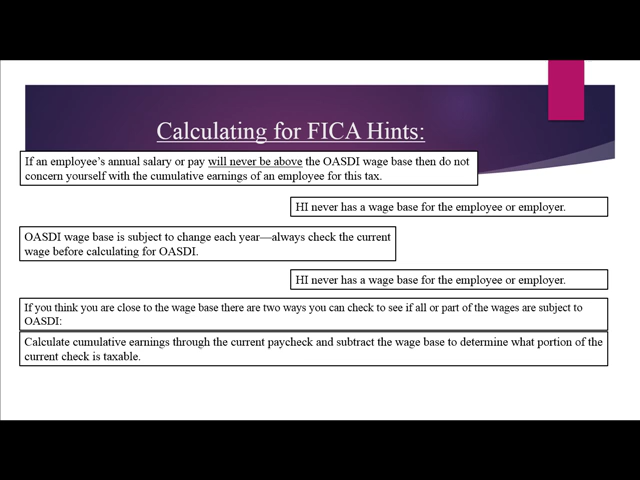 Calculating for FICA Hints:
If an employee's annual salary or pay will never be above the OASDI wage base then do not
concern yourself with the cumulative earnings of an employee for this tax.
HI never has a wage base for the employee or employer.
OASDI wage base is subject to change each year—always check the current
wage before calculating for OASDI.
HI never has a wage base for the employee or employer.
If you think you are close to the wage base there are two ways you can check to see if all or part of the wages are subject to
OASDI:
Calculate cumulative earnings through the current paycheck and subtract the wage base to determine what portion of the
current check is taxable.